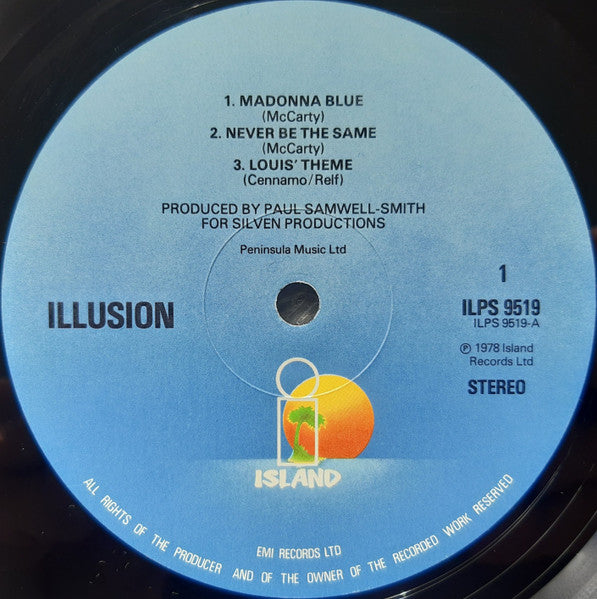 1. MADONNA BLUE
(McCarty)
2. NEVER BE THE SAME
(McCarty)
3. LOUIS' THEME
(Cennamo/Relf)
PRODUCED BY PAUL SAMWELL-SMITH
FOR SILVEN PRODUCTIONS
Peninsula Music Ltd
ILLUSION
1
ILPS 9519
ILPS 9519-A
℗ 1978 Island
Records Ltd
STEREO
ISLAND
EMI RECORDS LTD
ALL RIGHTS OF THE PRODUCER AND OF THE OWNER OF THE RECORDED WORK RESERVED